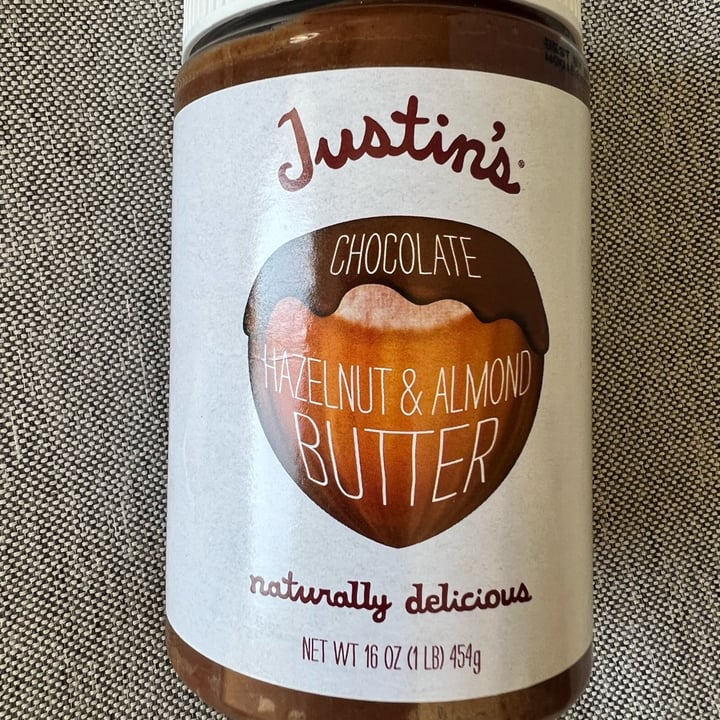 Justin's®
CHOCOLATE
HAZELNUT & ALMOND
BUTTER
naturally delicious
NET WT 16 OZ (1 LB) 454g